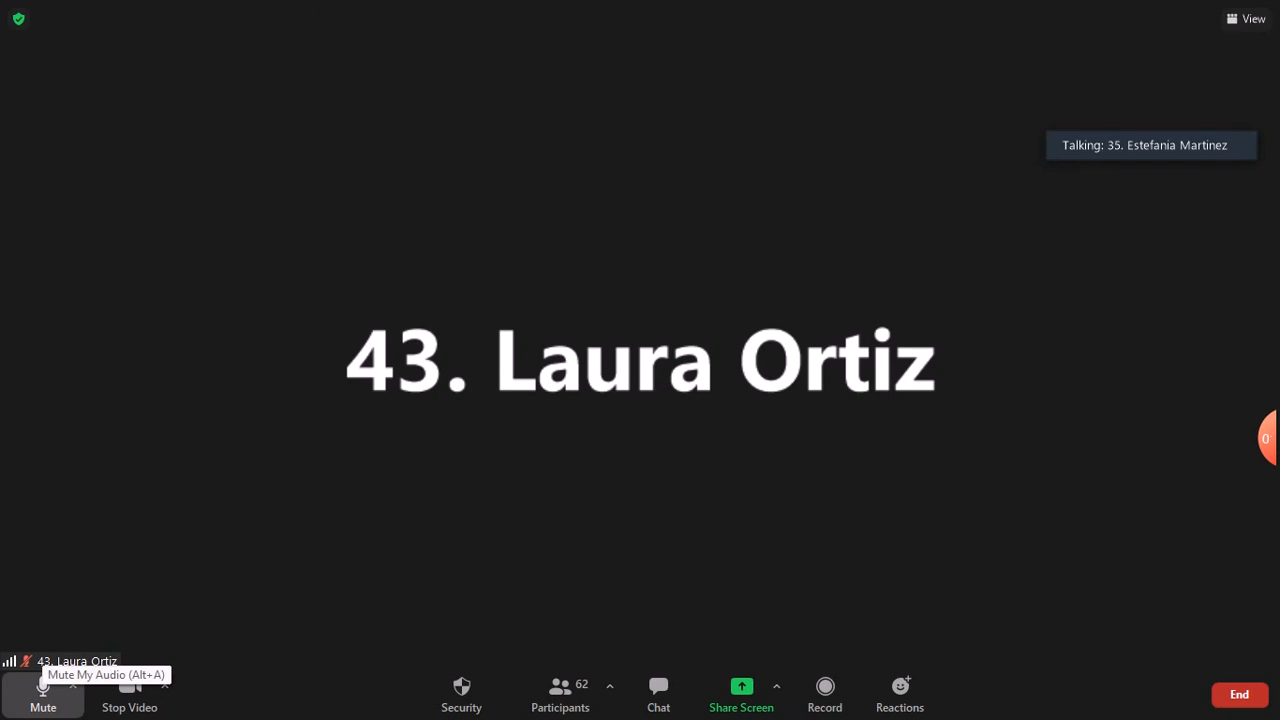 View
Talking: 35. Estefania Martinez
43. Laura Ortiz
43. Laura Ortiz
Mute My Audio (Alt+A)
Mute
Stop Video
Security
62
Participants
Chat
Share Screen
Record
Reactions
End